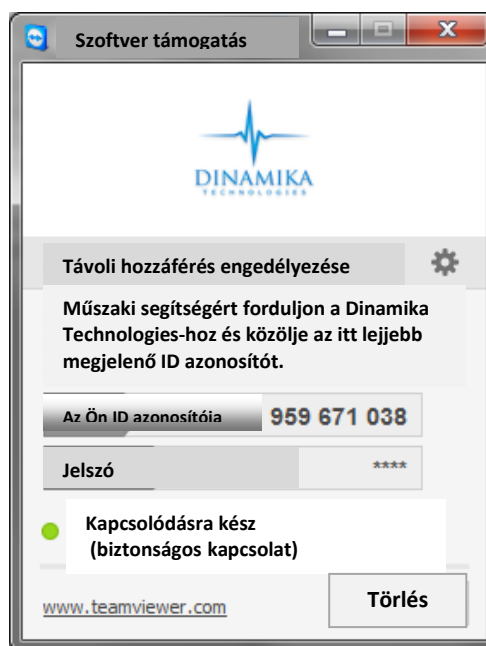 Szoftver támogatás
DINAMIKA
TECHNOLOGIES
Távoli hozzáférés engedélyezése
Műszaki segítségért forduljon a Dinamika
Technologies-hoz és közölje az itt lejjebb
megjelenő ID azonosítót.
Az Ön ID azonosítója 959 671 038
Jelszó ****
Kapcsolódásra kész
(biztonságos kapcsolat)
www.teamviewer.com Törlés